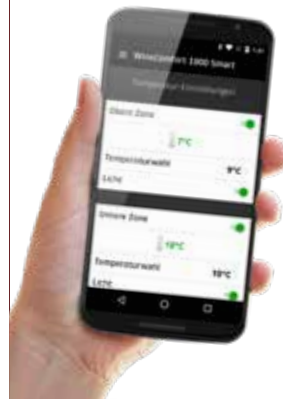 WineComfort 1800 Smart
Temperatur Einstellungen
Obere Zone
7°C
Temperaturwahl 9°C
Licht
Untere Zone
10°C
Temperaturwahl 10°C
Licht